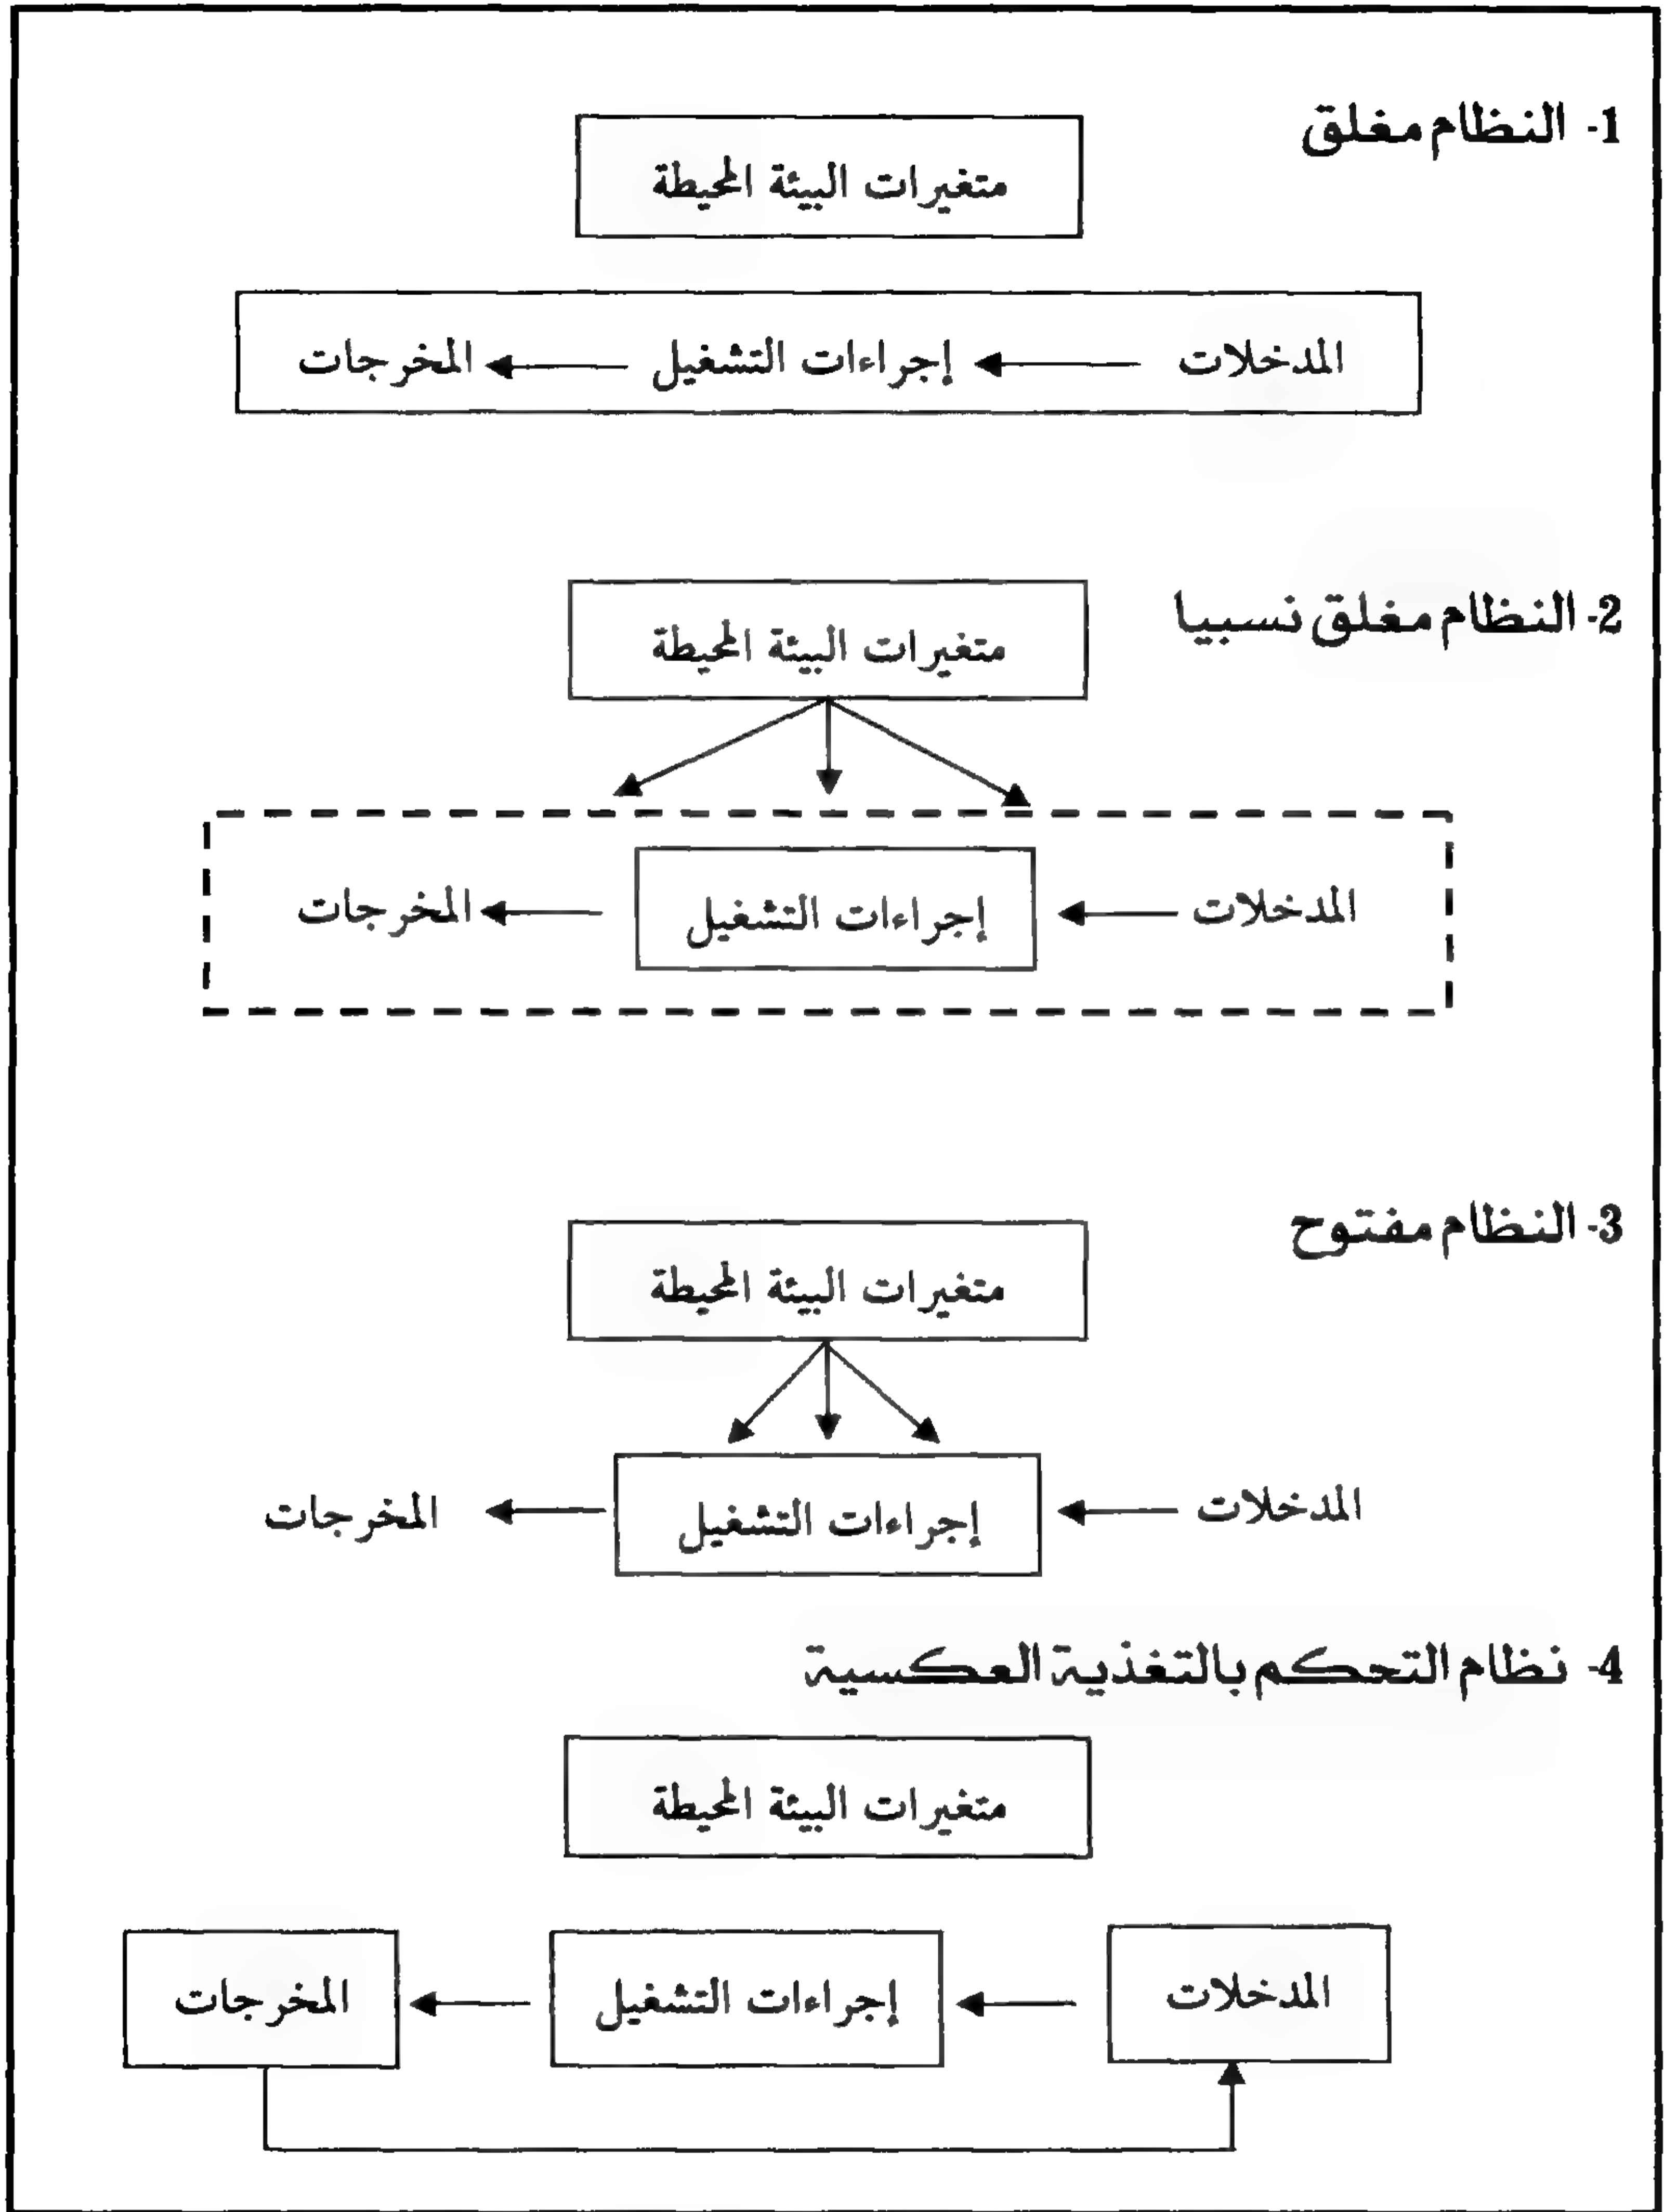 1- النظام مغلق
متغيرات البيئة المحيطة
المدخلات إجراءات التشغيل المخرجات
2- النظام مغلق نسبيا
متغيرات البيئة المحيطة
المدخلات إجراءات التشغيل المخرجات
3- النظام مفتوح
متغيرات البيئة المحيطة
المدخلات إجراءات التشغيل المخرجات
4- نظام التحكم بالتغذية العكسية
متغيرات البيئة المحيطة
المدخلات إجراءات التشغيل المخرجات